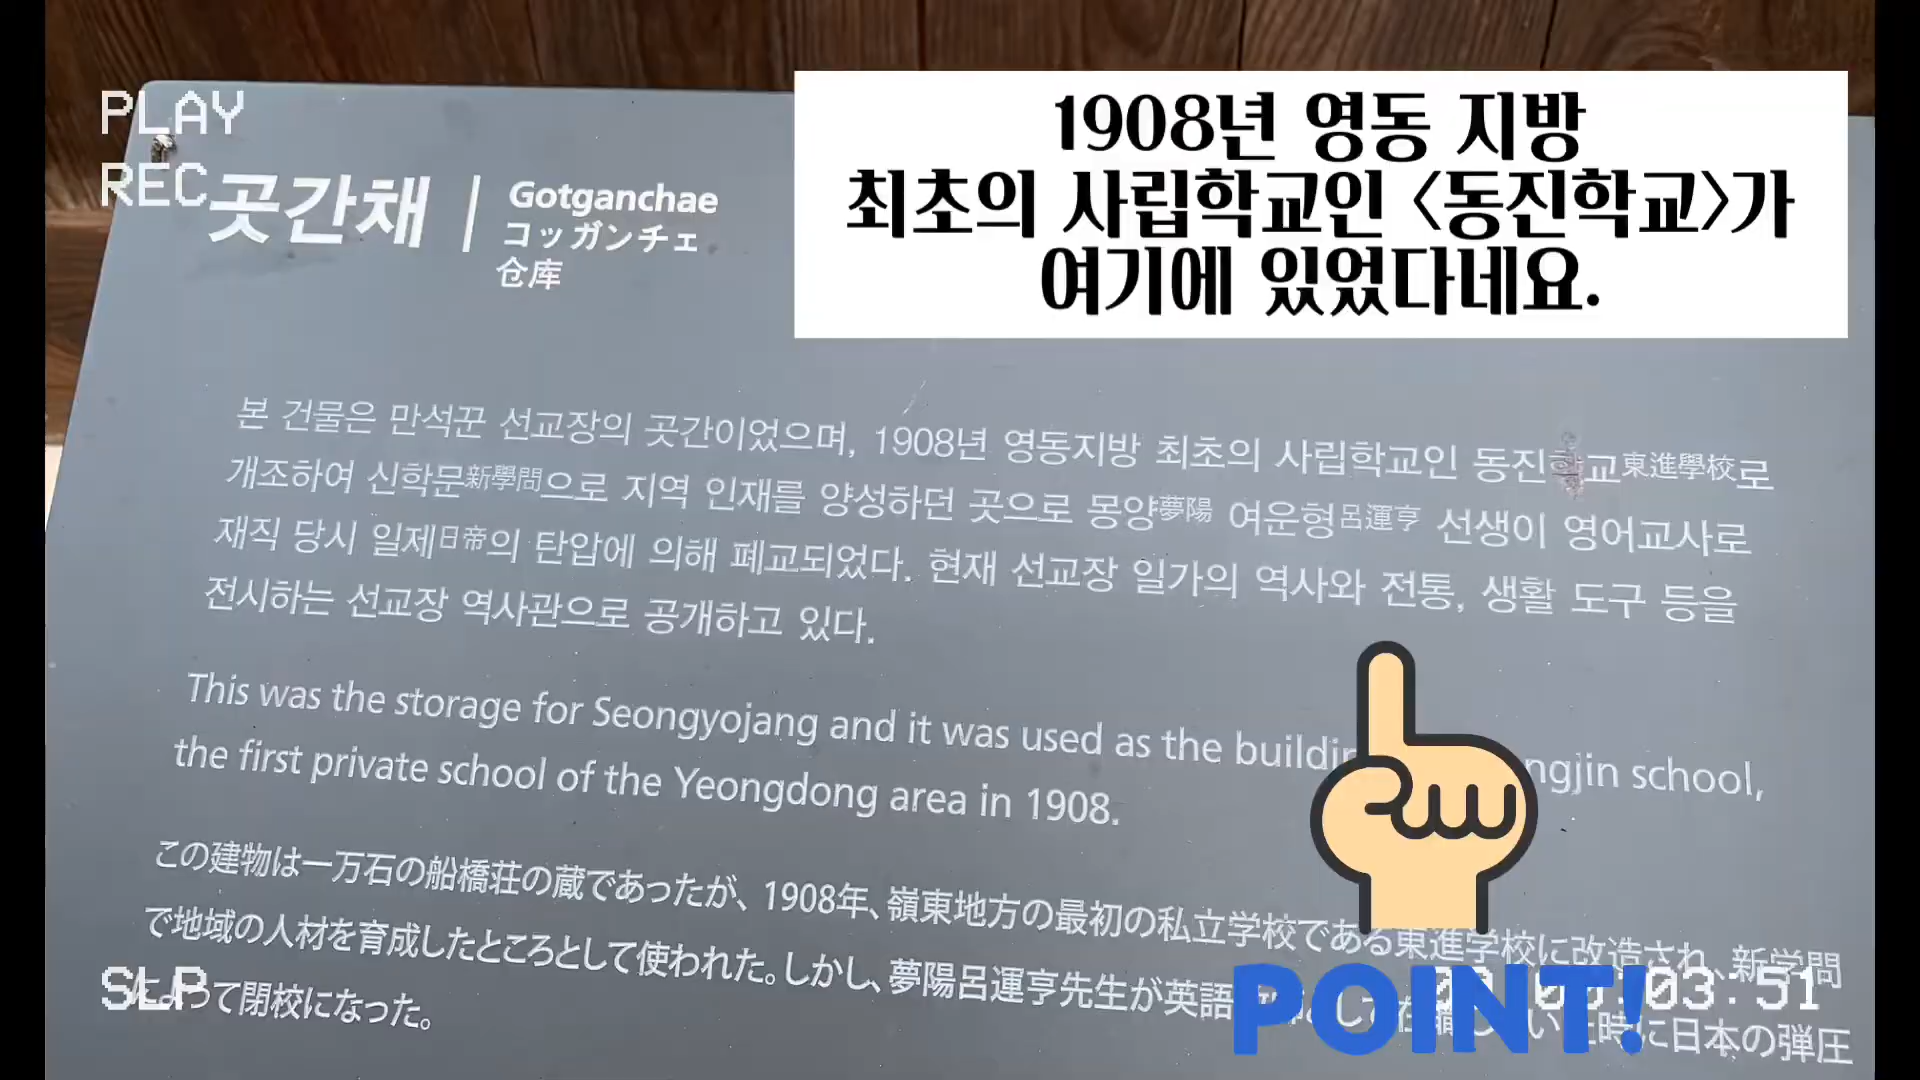 PLAY
REC
1908년 영동 지방
최초의 사립학교인 <동진학교>가
여기에 있었다네요.
곳간채
Gotganchae
コッガンチェ
仓库
본 건물은 만석꾼 선교장의 곳간이었으며, 1908년 영동지방 최초의 사립학교인 동진학교東進學校로
개조하여 신학문新學問으로 지역 인재를 양성하던 곳으로 몽양夢陽 여운형呂運亨 선생이 영어교사로
재직 당시 일제日帝의 탄압에 의해 폐교되었다. 현재 선교장 일가의 역사와 전통, 생활 도구 등을
전시하는 선교장 역사관으로 공개하고 있다.
This was the storage for Seongyojang and it was used as the buildin ngjin school,
the first private school of the Yeongdong area in 1908.
この建物は一万石の船橋荘の蔵であったが、1908年、嶺東地方の最初の私立学校である東進学校に改造され、新学問
で地域の人材を育成したところとして使われた。しかし、夢陽呂運亨先生が英語 時に日本の弾圧
よって閉校になった。
SLP
POINT!
03:51